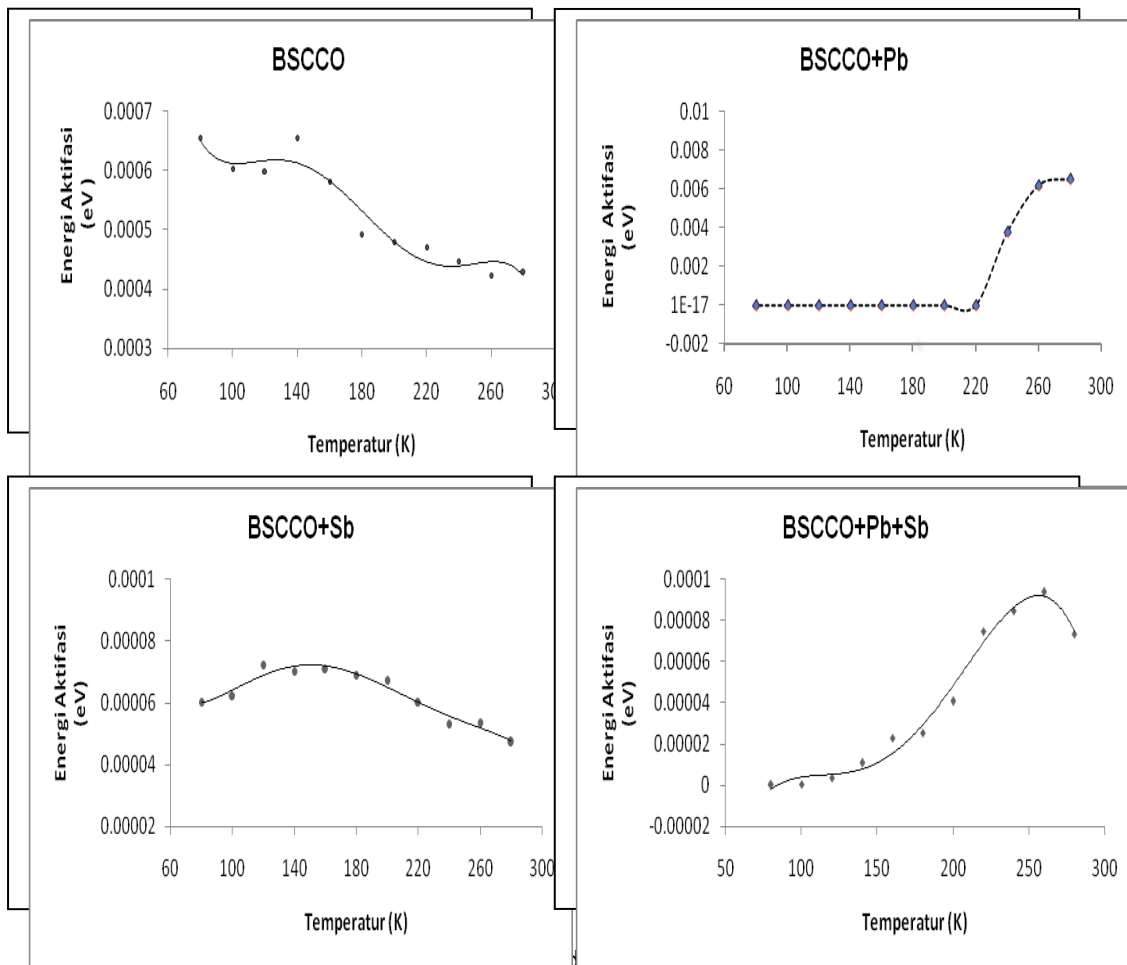 BSCCO
Energi Aktifasi
(eV )
0.0007
0.0006
0.0005
0.0004
0.0003
60 100 140 180 220 260
Temperatur (K)
BSCCO+Pb
Energi Aktifasi
(eV)
0.01
0.008
0.006
0.004
0.002
1E-17
-0.002
60 100 140 180 220 260 300
Temperatur (K)
BSCCO+Sb
Energi Aktifasi
(eV)
0.0001
0.00008
0.00006
0.00004
0.00002
60 100 140 180 220 260 300
Temperatur (K)
BSCCO+Pb+Sb
Energi Aktifasi
(eV)
0.0001
0.00008
0.00006
0.00004
0.00002
0
-0.00002
50 100 150 200 250 300
Temperatur (K)